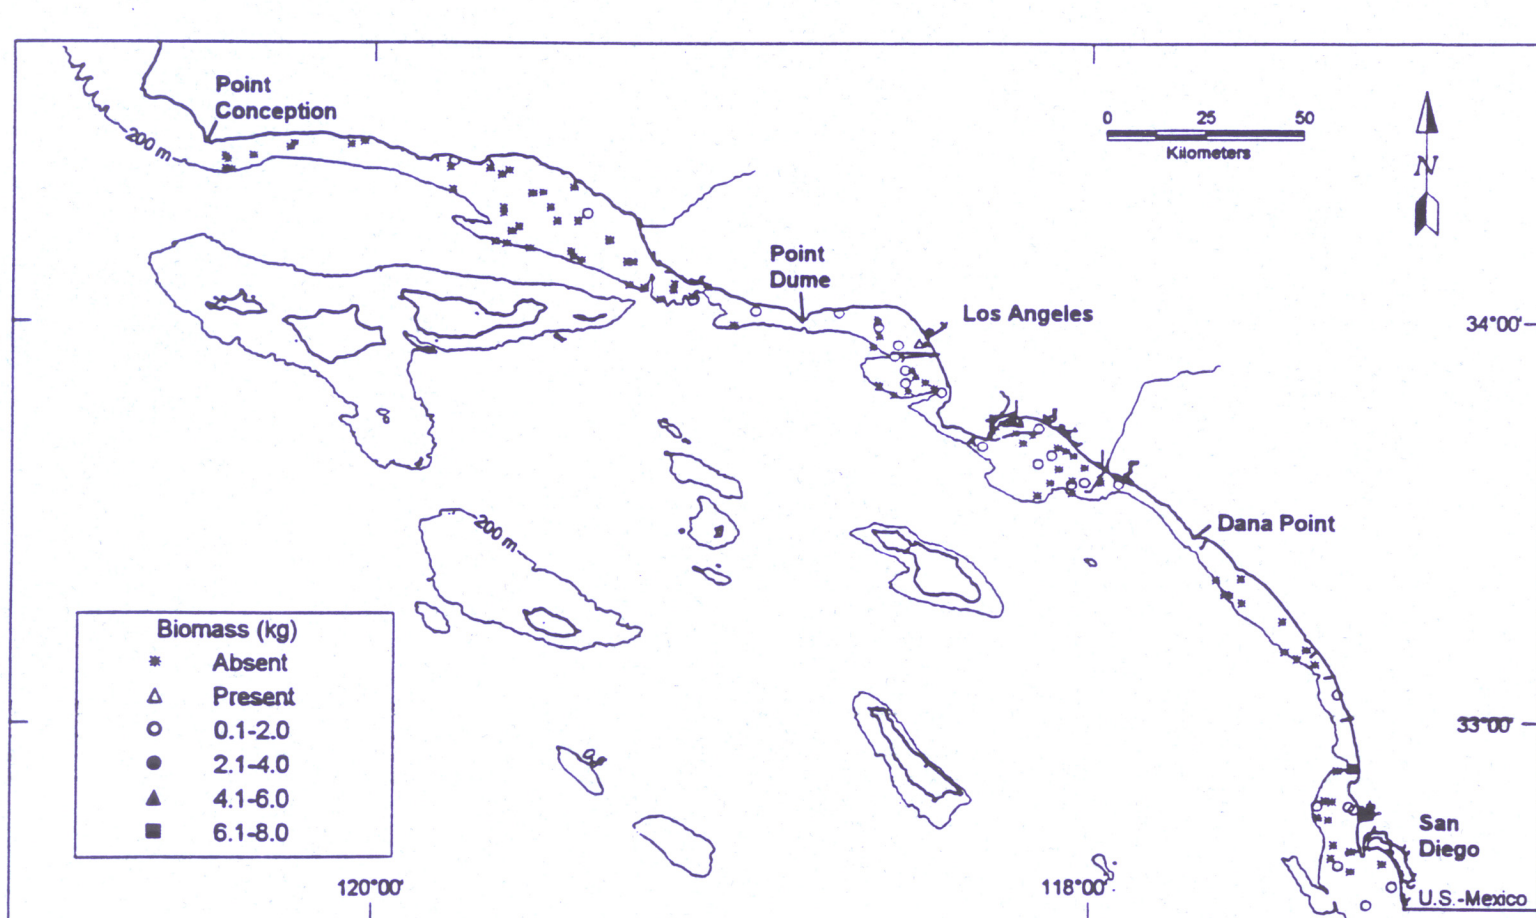 Point
Conception
200 m
0 25 50
Kilometers
N
Point
Dume
Los Angeles
34°00'
200 m
Dana Point
Biomass (kg)
Absent
Present
0.1-2.0
2.1-4.0
4.1-6.0
6.1-8.0
33°00'
San
Diego
120°00'
118°00'
U.S.-Mexico